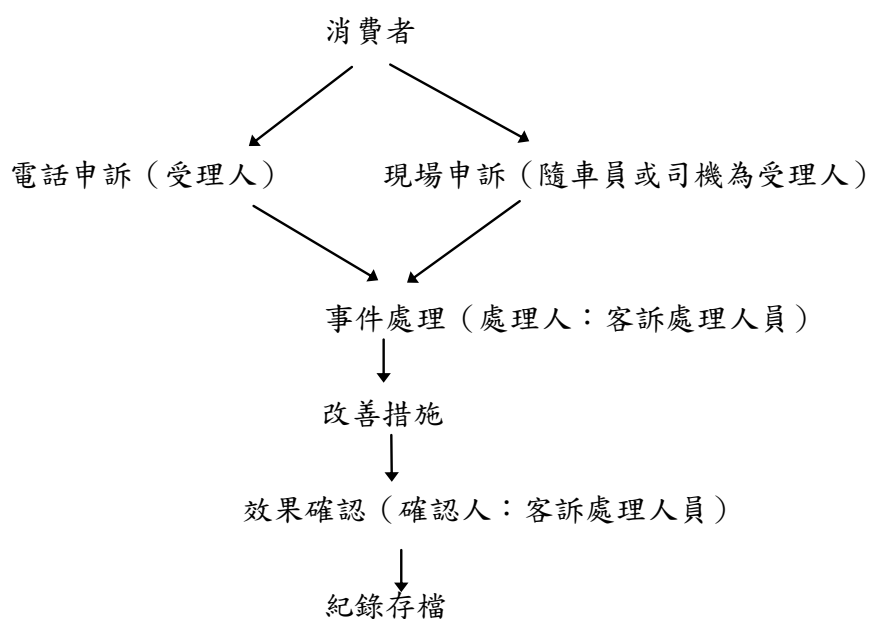 消費者
電話申訴（受理人） 現場申訴（隨車員或司機為受理人）
事件處理（處理人：客訴處理人員）
改善措施
效果確認（確認人：客訴處理人員）
紀錄存檔